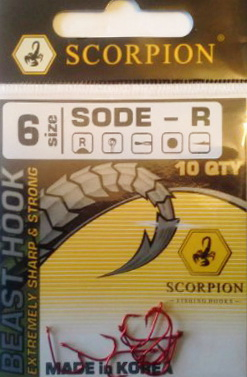 SCORPION®
6 size
SODE - R
R
10 QTY
BEAST HOOK
EXTREMELY SHARP & STRONG
SCORPION
FISHING HOOKS
MADE in KOREA